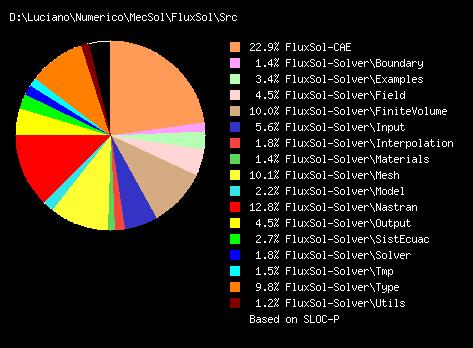 D:\Luciano\Numerico\MecSol\FluxSol\Src
22.9% FluxSol-CAE
1.4% FluxSol-Solver\Boundary
3.4% FluxSol-Solver\Examples
4.5% FluxSol-Solver\Field
10.0% FluxSol-Solver\FiniteVolume
5.6% FluxSol-Solver\Input
1.8% FluxSol-Solver\Interpolation
1.4% FluxSol-Solver\Materials
10.1% FluxSol-Solver\Mesh
2.2% FluxSol-Solver\Model
12.8% FluxSol-Solver\Nastran
4.5% FluxSol-Solver\Output
2.7% FluxSol-Solver\SistEcuac
1.8% FluxSol-Solver\Solver
1.5% FluxSol-Solver\Tmp
9.8% FluxSol-Solver\Type
1.2% FluxSol-Solver\Utils
Based on SLOC-P